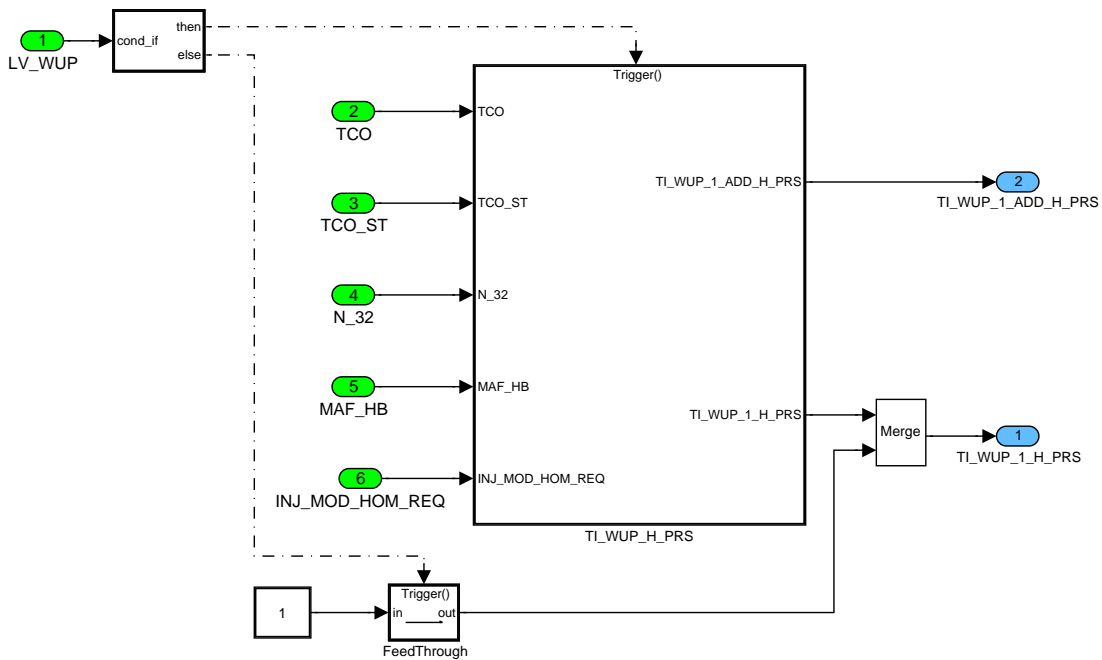 1
LV_WUP
cond_if
then
else
Trigger()
2
TCO
TCO
3
TCO_ST
TCO_ST
4
N_32
N_32
5
MAF_HB
MAF_HB
6
INJ_MOD_HOM_REQ
INJ_MOD_HOM_REQ
TI_WUP_1_ADD_H_PRS
2
TI_WUP_1_ADD_H_PRS
TI_WUP_1_H_PRS
Merge
1
TI_WUP_1_H_PRS
TI_WUP_H_PRS
1
Trigger()
in
out
FeedThrough